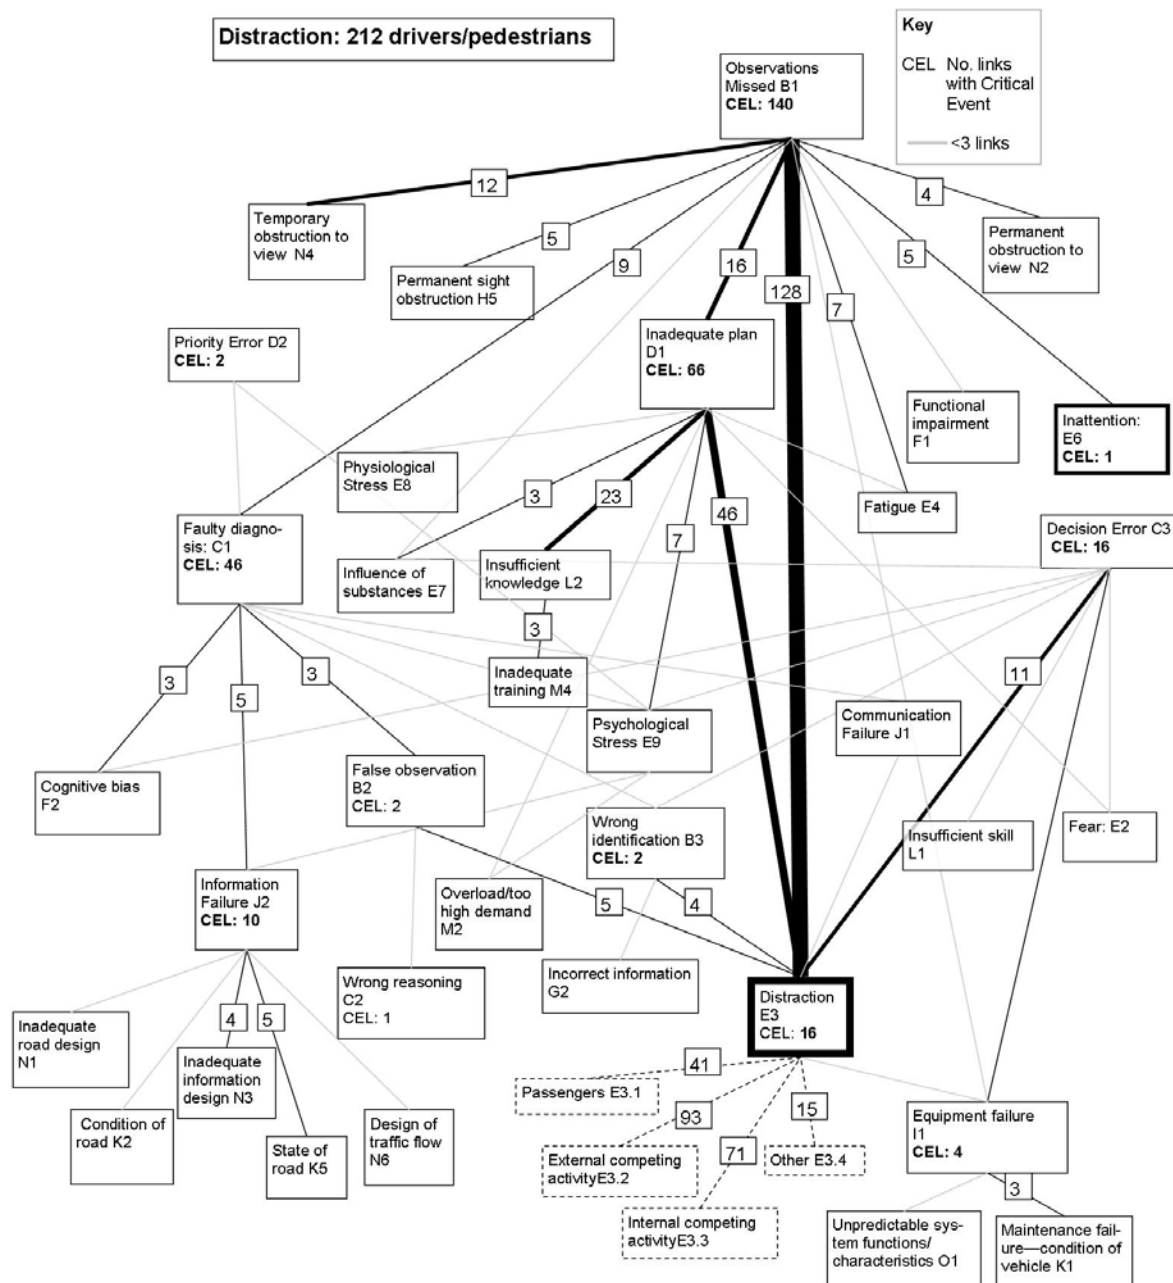 Distraction: 212 drivers/pedestrians
Key
CEL No. links
with Critical
Event
<3 links
Observations
Missed B1
CEL: 140
12
4
Temporary
obstruction to
view N4
5
9
16
128
7
5
Permanent
obstruction to
view N2
Permanent sight
obstruction H5
Priority Error D2
CEL: 2
Inadequate plan
D1
CEL: 66
Functional
impairment
F1
Inattention:
E6
CEL: 1
Physiological
Stress E8
3
23
46
7
Fatigue E4
Faulty diagno-
sis: C1
CEL: 46
Decision Error C3
CEL: 16
Influence of
substances E7
Insufficient
knowledge L2
3
Inadequate
training M4
3
5
3
11
Psychological
Stress E9
Communication
Failure J1
Cognitive bias
F2
False observation
B2
CEL: 2
Wrong
identification B3
CEL: 2
Insufficient skill
L1
Fear: E2
Information
Failure J2
CEL: 10
Overload/too
high demand
M2
5
4
Wrong reasoning
C2
CEL: 1
Incorrect information
G2
Distraction
E3
CEL: 16
Inadequate
road design
N1
4
5
Inadequate
information
design N3
Condition of
road K2
State of
road K5
Design of
traffic flow
N6
41
Passengers E3.1
93
External competing
activityE3.2
71
15
Other E3.4
Internal competing
activityE3.3
Equipment failure
I1
CEL: 4
3
Unpredictable sys-
tem functions/
characteristics O1
Maintenance fail-
ure—condition of
vehicle K1